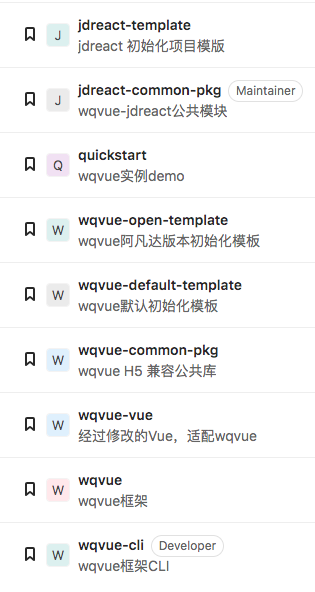 jdreact-template
J
jdreact 初始化项目模版
jdreact-common-pkg Maintainer
J
wqvue-jdreact公共模块
quickstart
Q
wqvue实例demo
wqvue-open-template
W
wqvue阿凡达版本初始化模板
wqvue-default-template
W
wqvue默认初始化模板
wqvue-common-pkg
W
wqvue H5 兼容公共库
wqvue-vue
W
经过修改的Vue，适配wqvue
wqvue
W
wqvue框架
wqvue-cli Developer
W
wqvue框架CLI